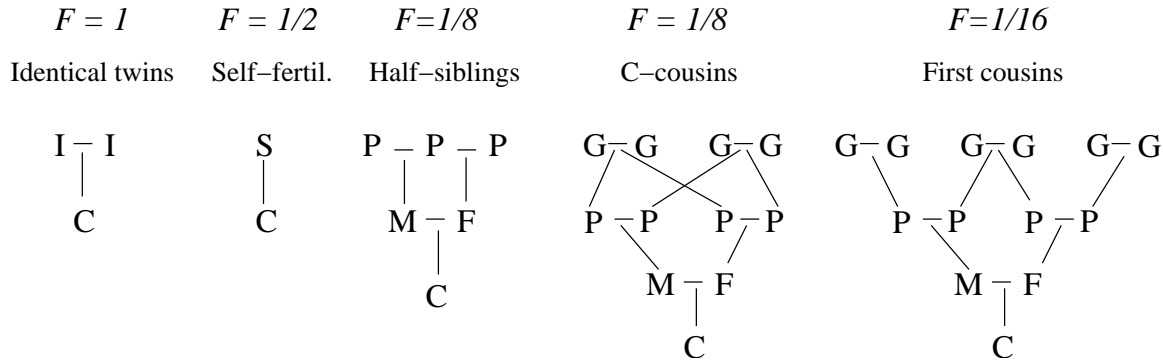 F = 1 F = 1/2 F=1/8 F = 1/8 F=1/16
Identical twins Self−fertil. Half−siblings C−cousins First cousins
I I S P P P G G G G G G G G G G
C C M F P P P P P P P P
C M F M F
C C